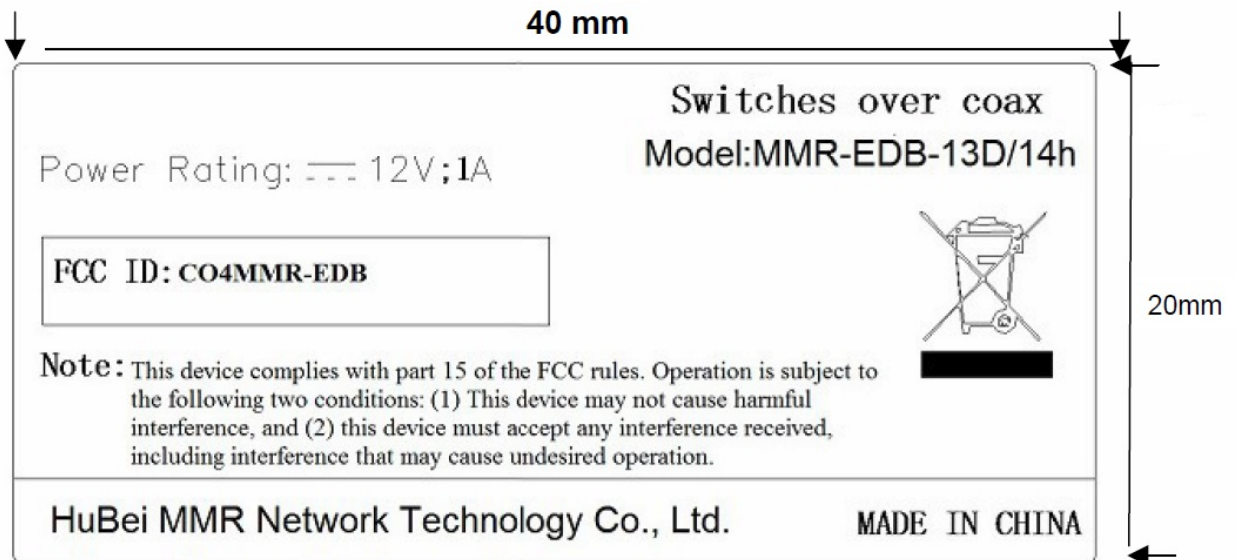 40 mm
Switches over coax
Model:MMR-EDB-13D/14h
Power Rating: ⎓ 12V;1A
FCC ID: CO4MMR-EDB
20mm
Note: This device complies with part 15 of the FCC rules. Operation is subject to
the following two conditions: (1) This device may not cause harmful
interference, and (2) this device must accept any interference received,
including interference that may cause undesired operation.
HuBei MMR Network Technology Co., Ltd.
MADE IN CHINA